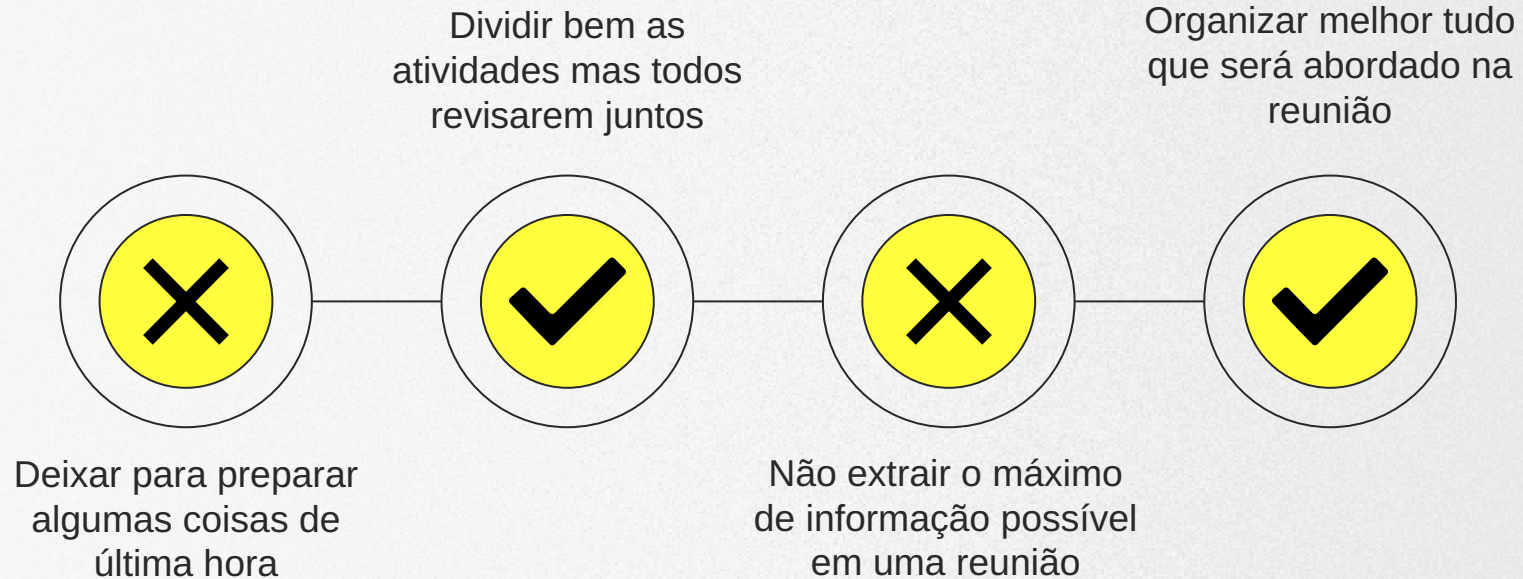 Dividir bem as
atividades mas todos
revisarem juntos
Organizar melhor tudo
que será abordado na
reunião
Deixar para preparar
algumas coisas de
última hora
Não extrair o máximo
de informação possível
em uma reunião